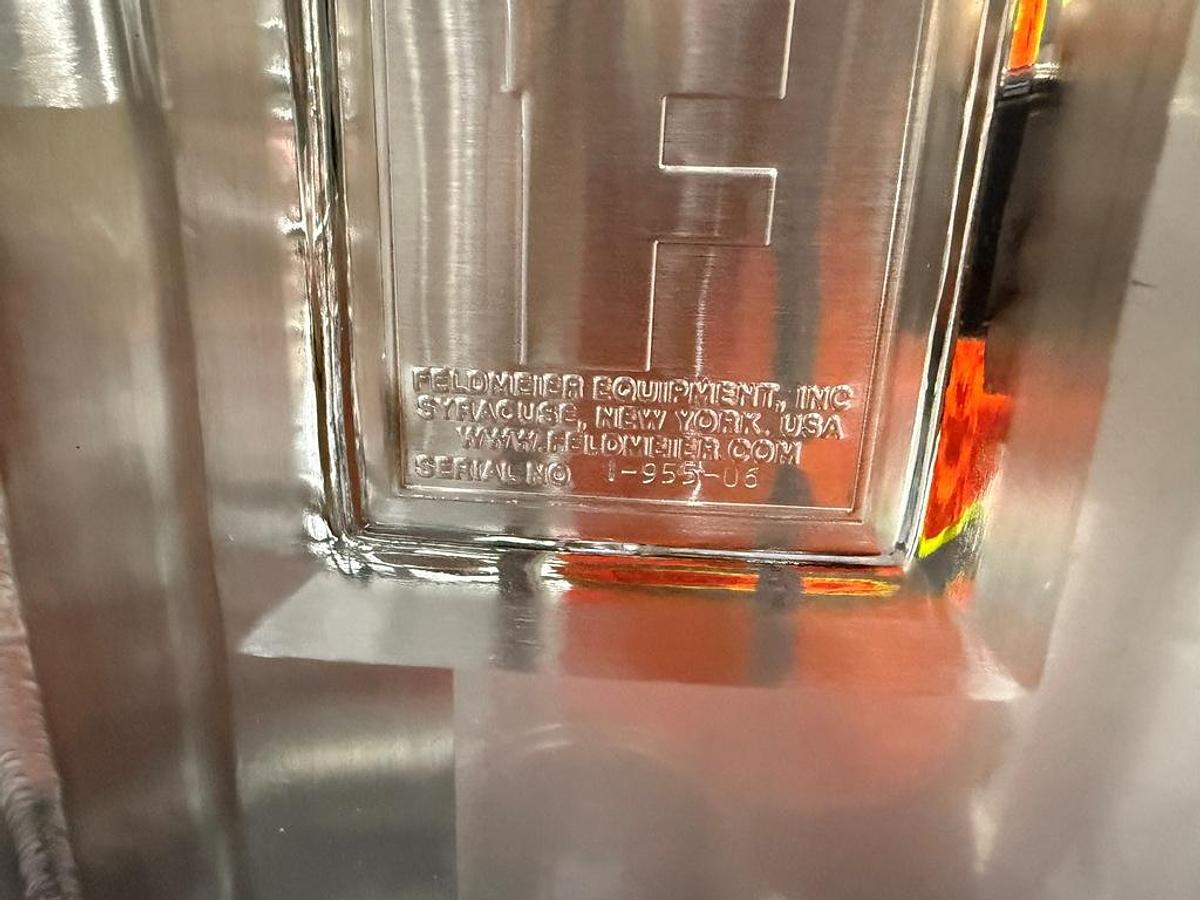 FELDMEIER EQUIPMENT, INC
SYRACUSE, NEW YORK. USA
WWW.FELDMEIER.COM
SERIAL NO 1-955-06